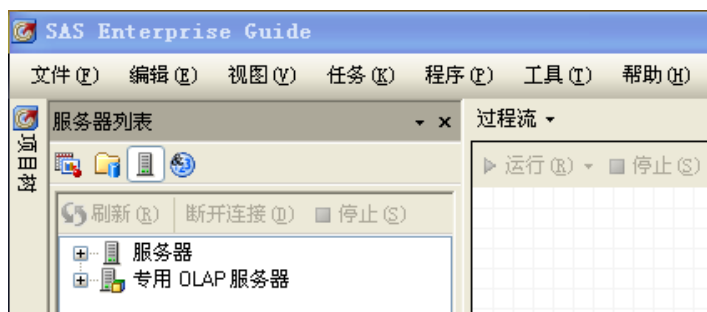 SAS Enterprise Guide
文件(F) 编辑(E) 视图(V) 任务(K) 程序(P) 工具(T) 帮助(H)
项目树
服务器列表
过程流
运行(R) 停止(S)
刷新(R) 断开连接(D) 停止(S)
服务器
专用 OLAP 服务器